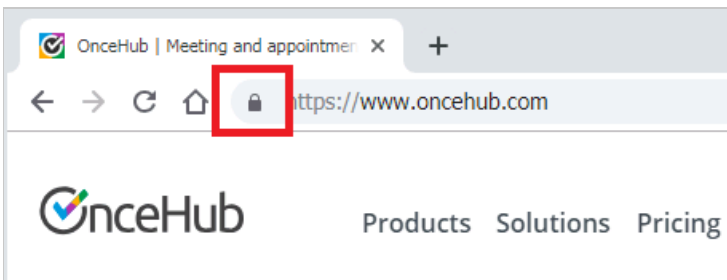 OnceHub | Meeting and appointmen
https://www.oncehub.com
OnceHub
Products Solutions Pricing